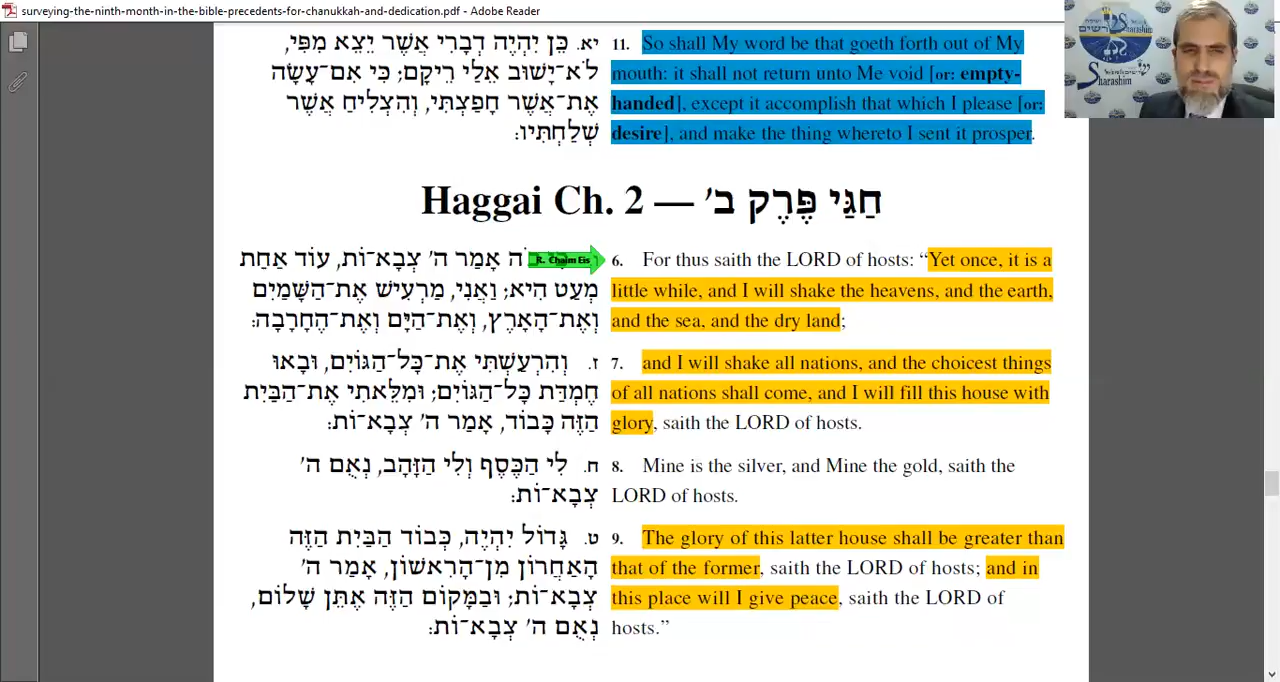 surveying-the-ninth-month-in-the-bible-precedents-for-chanukkah-and-dedication.pdf - Adobe Reader
יא. כֵּן יִהְיֶה דְבָרִי אֲשֶׁר יֵצֵא מִפִּי,
לֹא־יָשׁוּב אֵלַי רֵיקָם; כִּי אִם־עָשָׂה
אֶת־אֲשֶׁר חָפַצְתִּי, וְהִצְלִיחַ אֲשֶׁר
שְׁלַחְתִּיו:
11. So shall My word be that goeth forth out of My
mouth: it shall not return unto Me void [or: empty-
handed], except it accomplish that which I please [or:
desire], and make the thing whereto I sent it prosper.
Haggai Ch. 2 — חַגַּי פֶּרֶק ב׳
אָמַר ה׳ צְבָא־וֹת, עוֹד אַחַת
מְעַט הִיא; וַאֲנִי, מַרְעִישׁ אֶת־הַשָּׁמַיִם
וְאֶת־הָאָרֶץ, וְאֶת־הַיָּם וְאֶת־הֶחָרָבָה:
R. Chaim Eis
6. For thus saith the LORD of hosts: “Yet once, it is a
little while, and I will shake the heavens, and the earth,
and the sea, and the dry land;
ז. וְהִרְעַשְׁתִּי אֶת־כָּל־הַגּוֹיִם, וּבָאוּ
חֶמְדַּת כָּל־הַגּוֹיִם; וּמִלֵּאתִי אֶת־הַבַּיִת
הַזֶּה כָּבוֹד, אָמַר ה׳ צְבָא־וֹת:
7. and I will shake all nations, and the choicest things
of all nations shall come, and I will fill this house with
glory, saith the LORD of hosts.
ח. לִי הַכֶּסֶף וְלִי הַזָּהָב, נְאֻם ה׳
צְבָא־וֹת:
8. Mine is the silver, and Mine the gold, saith the
LORD of hosts.
ט. גָּדוֹל יִהְיֶה, כְּבוֹד הַבַּיִת הַזֶּה
הָאַחֲרוֹן מִן־הָרִאשׁוֹן, אָמַר ה׳
צְבָא־וֹת; וּבַמָּקוֹם הַזֶּה אֶתֵּן שָׁלוֹם,
נְאֻם ה׳ צְבָא־וֹת:
9. The glory of this latter house shall be greater than
that of the former, saith the LORD of hosts; and in
this place will I give peace, saith the LORD of
hosts.”
שרשים
Sharashim